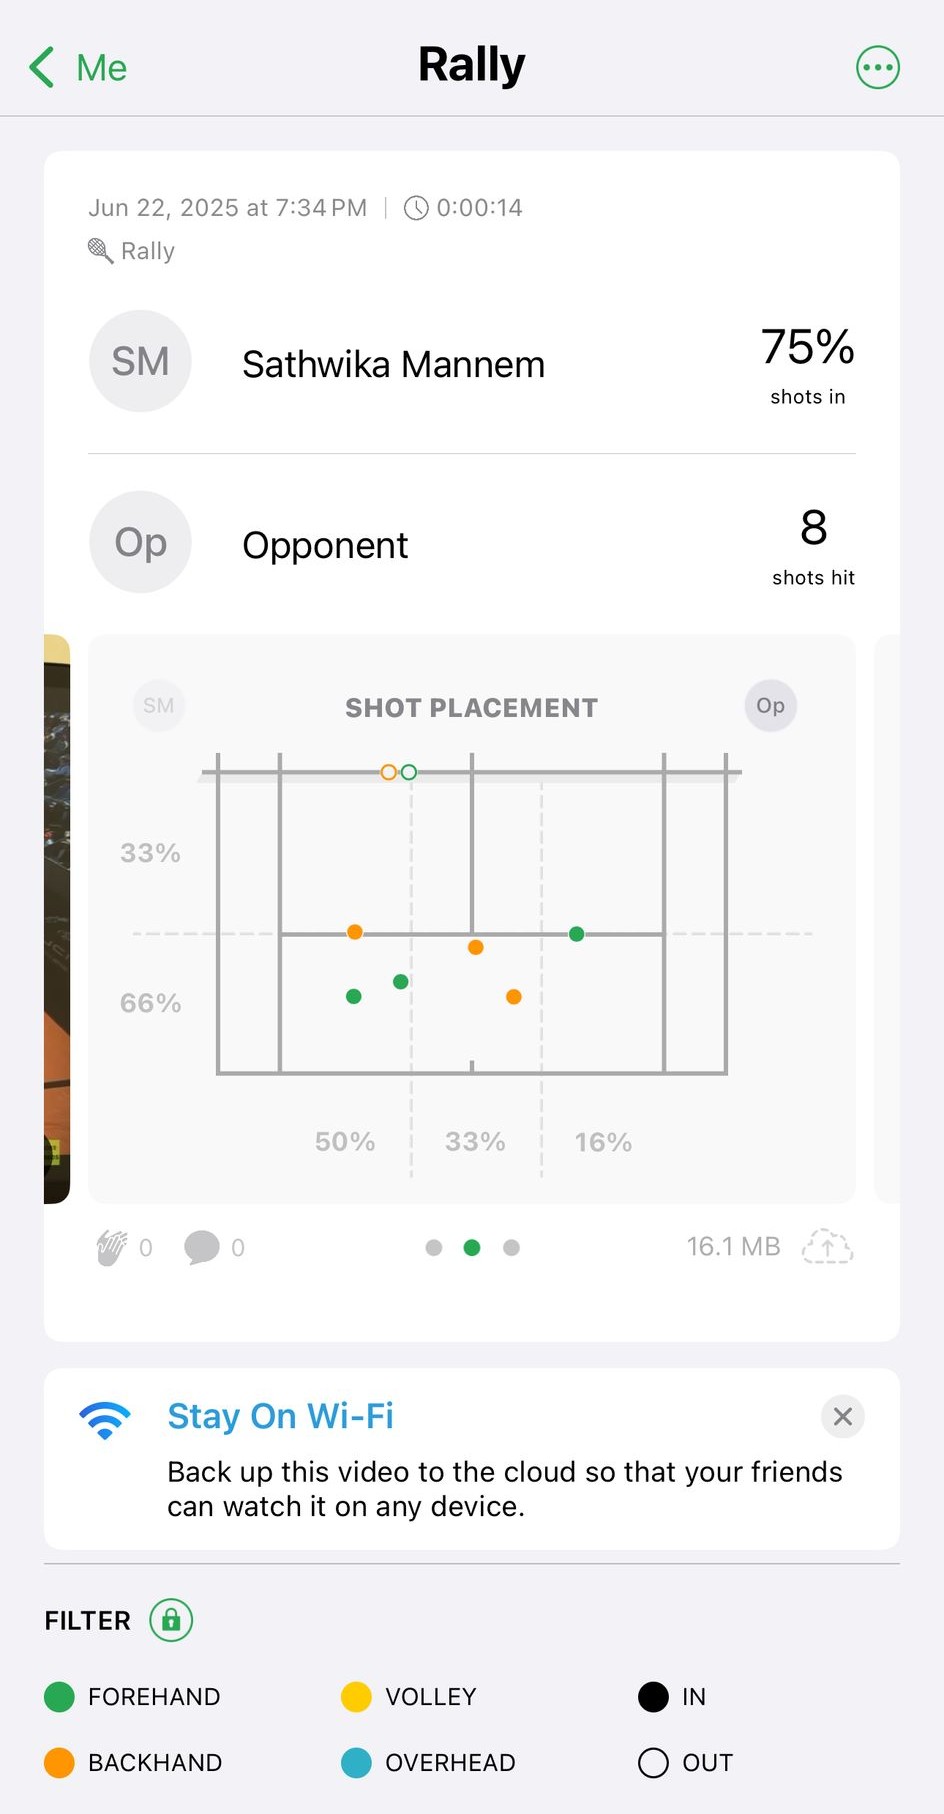 Me
Rally
Jun 22, 2025 at 7:34 PM | 0:00:14
Rally
SM Sathwika Mannem 75%
shots in
Op Opponent 8
shots hit
SM SHOT PLACEMENT Op
33%
66%
50% 33% 16%
0 0 16.1 MB
Stay On Wi-Fi
Back up this video to the cloud so that your friends
can watch it on any device.
FILTER
FOREHAND VOLLEY IN
BACKHAND OVERHEAD OUT